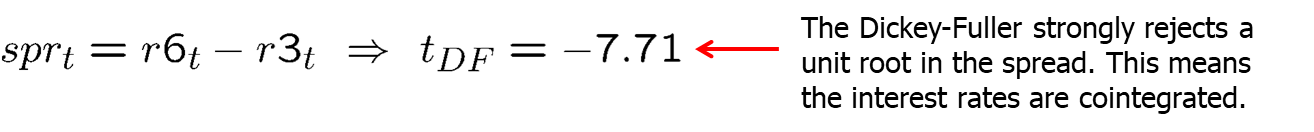 spr_t = r6_t − r3_t ⇒ t_DF = −7.71
The Dickey-Fuller strongly rejects a
unit root in the spread. This means
the interest rates are cointegrated.